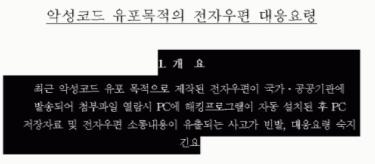 악성코드 유포목적의 전자우편 대응요령
1. 개 요
최근 악성코드 유포 목적으로 제작된 전자우편이 국가·공공기관에
발송되어 첨부파일 열람시 PC에 해킹프로그램이 자동 설치된 후 PC
저장자료 및 전자우편 소통내용이 유출되는 사고가 빈발, 대응요령 숙지
긴요